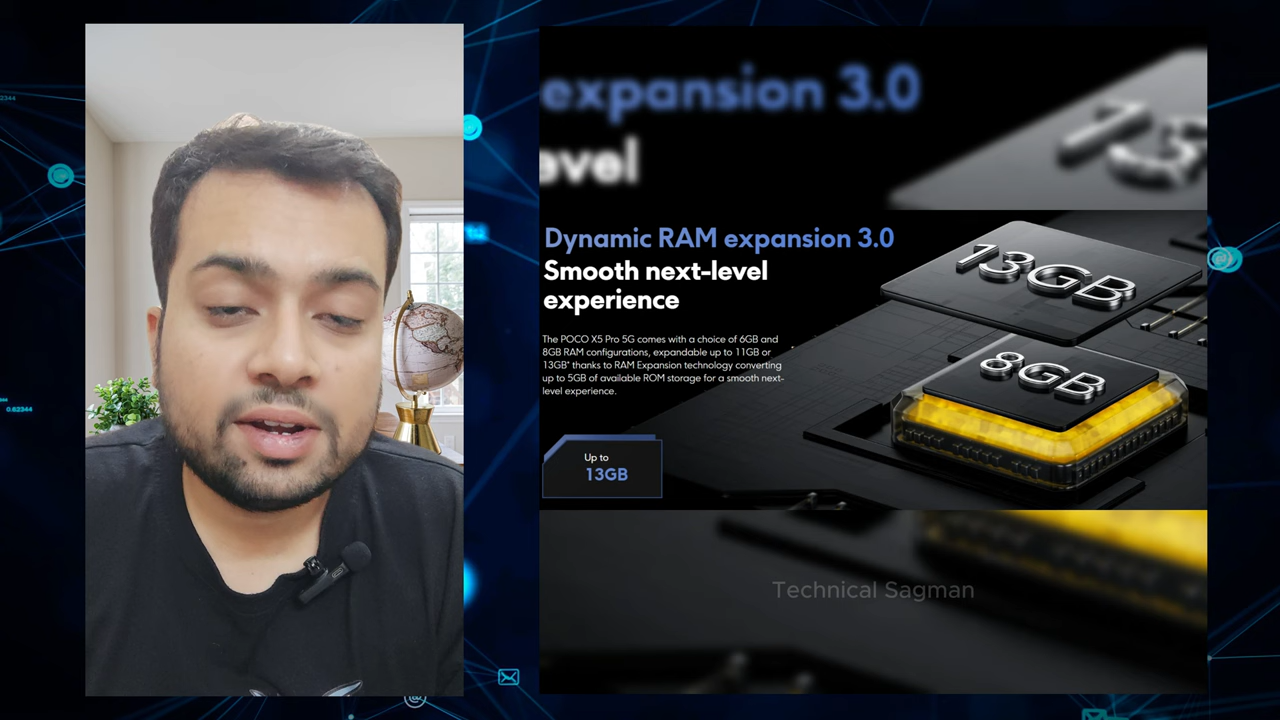 expansion 3.0
evel
Dynamic RAM expansion 3.0
Smooth next-level
experience
The POCO X5 Pro 5G comes with a choice of 6GB and
8GB RAM configurations, expandable up to 11GB or
13GB* thanks to RAM Expansion technology converting
up to 5GB of available ROM storage for a smooth next-
level experience.
13GB
8GB
Up to
13GB
Technical Sagman
0.62344